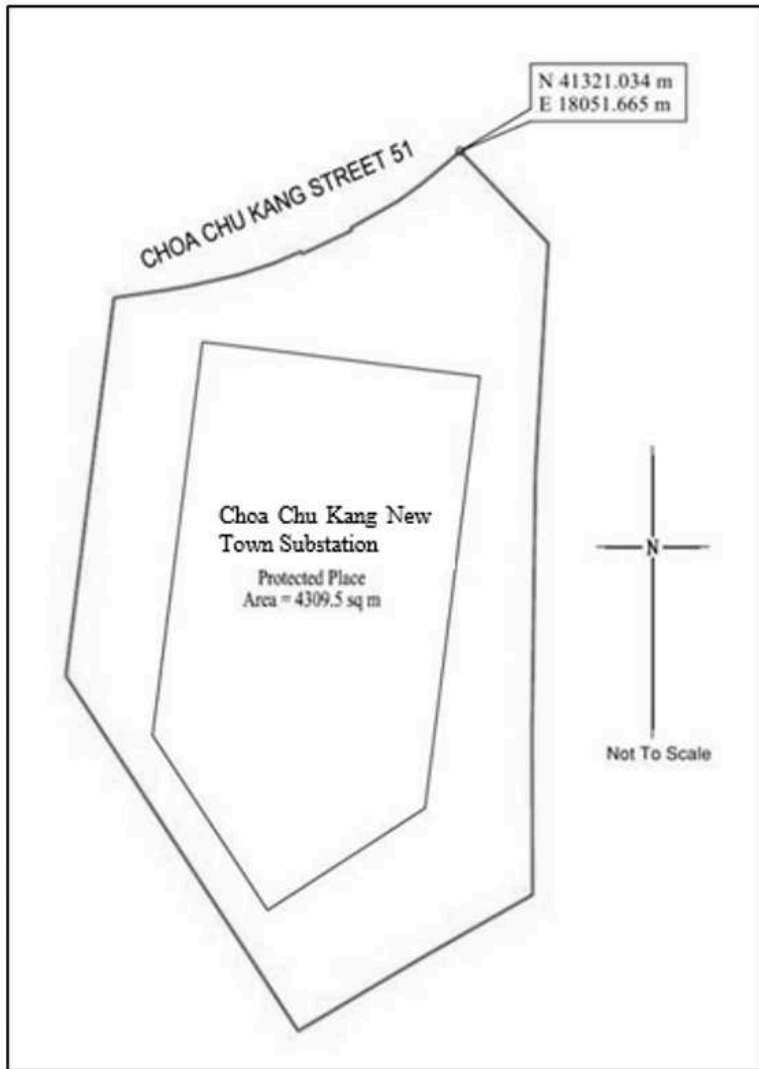 N 41321.034 m
E 18051.665 m
CHOA CHU KANG STREET 51
Choa Chu Kang New
Town Substation
Protected Place
Area = 4309.5 sq m
N
Not To Scale